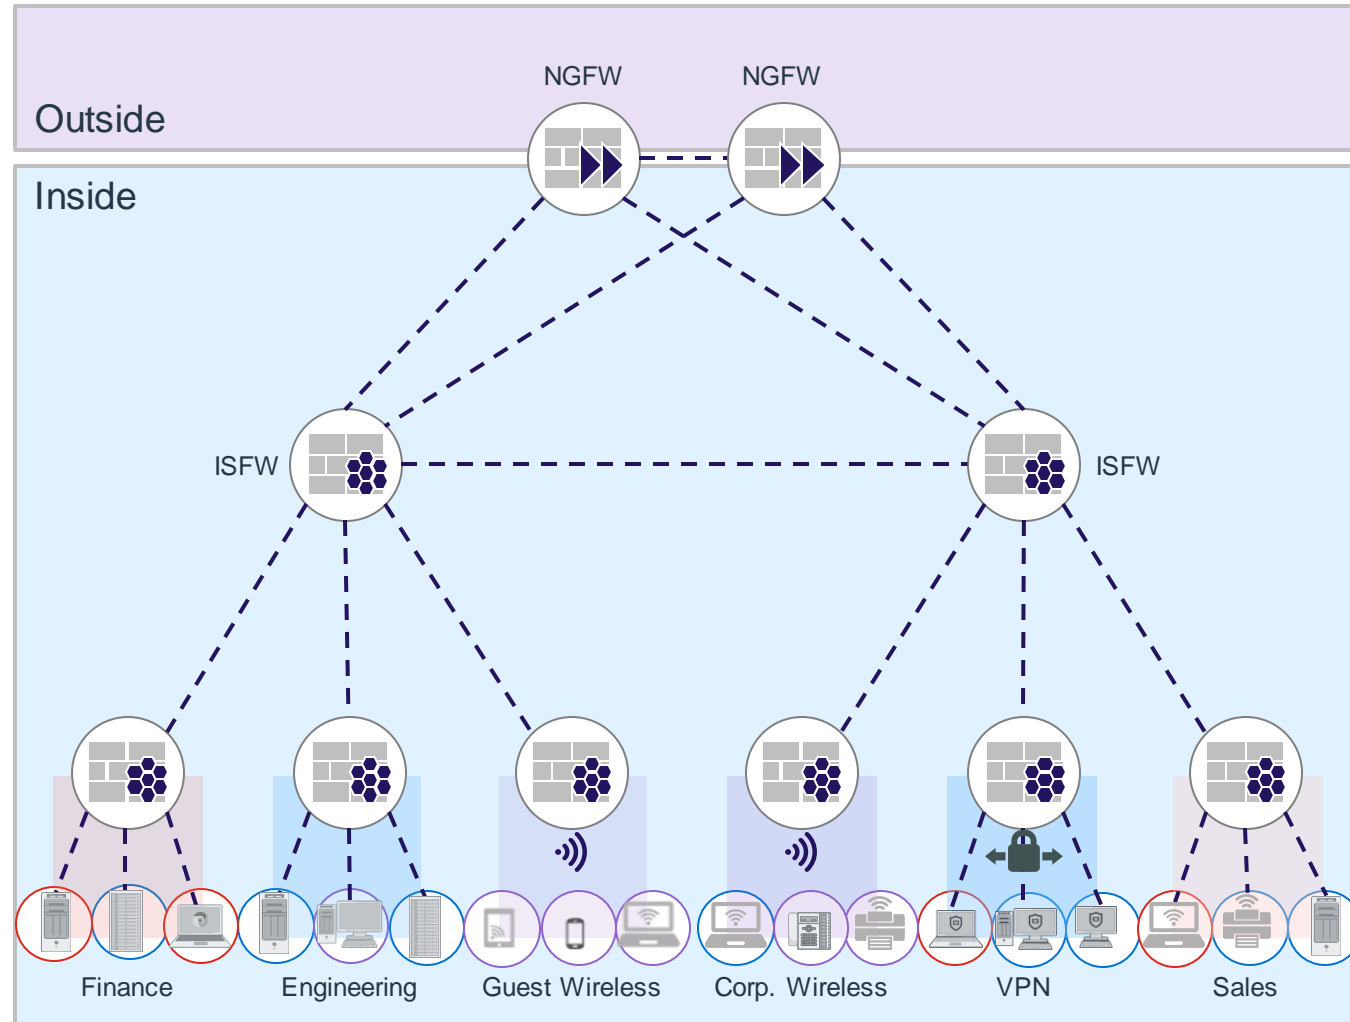 NGFW
NGFW
Outside
Inside
ISFW
ISFW
Finance
Engineering
Guest Wireless
Corp. Wireless
VPN
Sales